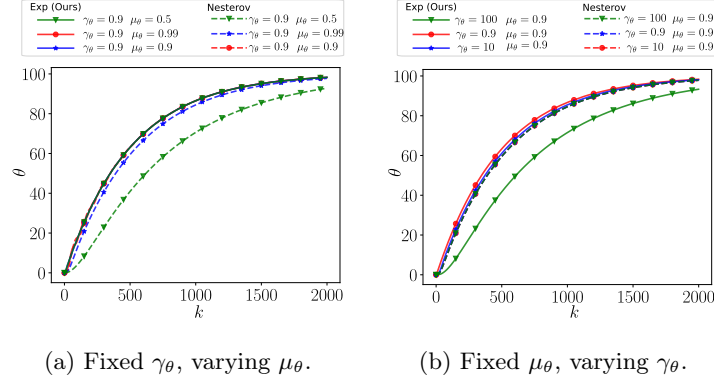 Exp (Ours) Nesterov
γθ = 0.9 μθ = 0.5 γθ = 0.9 μθ = 0.5
γθ = 0.9 μθ = 0.99 γθ = 0.9 μθ = 0.99
γθ = 0.9 μθ = 0.9 γθ = 0.9 μθ = 0.9
100
80
60
40
20
0
θ
0 500 1000 1500 2000
k
(a) Fixed γθ, varying μθ.
Exp (Ours) Nesterov
γθ = 100 μθ = 0.9 γθ = 100 μθ = 0.9
γθ = 0.9 μθ = 0.9 γθ = 0.9 μθ = 0.9
γθ = 10 μθ = 0.9 γθ = 10 μθ = 0.9
100
80
60
40
20
0
θ
0 500 1000 1500 2000
k
(b) Fixed μθ, varying γθ.